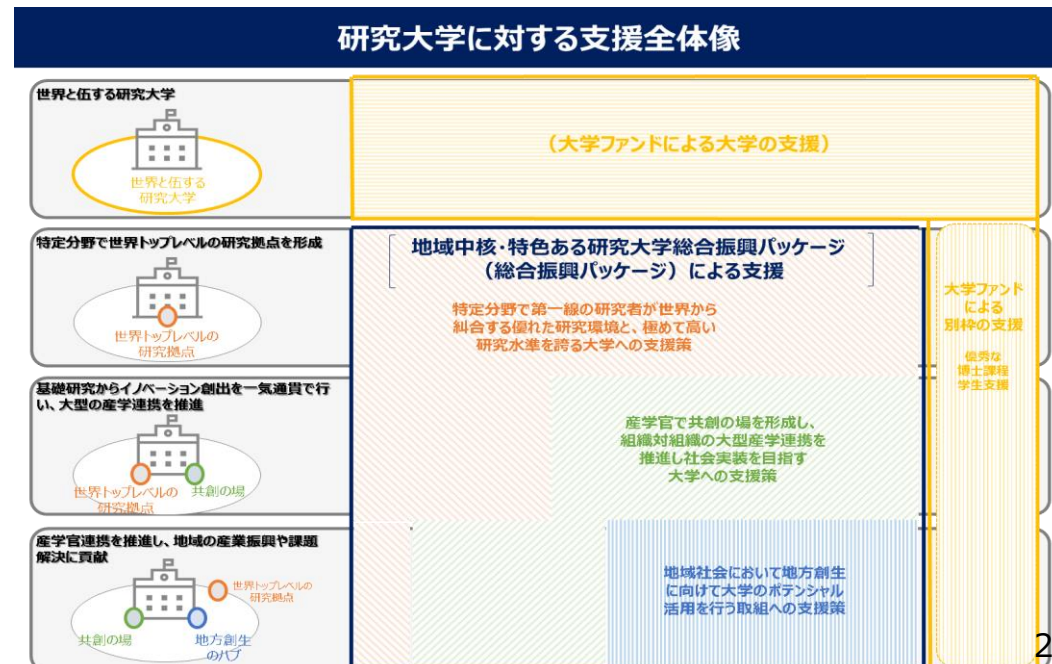 研究大学に対する支援全体像
世界と伍する研究大学
世界と伍する
研究大学
(大学ファンドによる大学の支援)
特定分野で世界トップレベルの研究拠点を形成
世界トップレベルの
研究拠点
地域中核・特色ある研究大学総合振興パッケージ
(総合振興パッケージ)による支援
特定分野で第一線の研究者が世界から
糾合する優れた研究環境と、極めて高い
研究水準を誇る大学への支援策
大学ファンド
による
別枠の支援
優秀な
博士課程
学生支援
基礎研究からイノベーション創出を一気通貫で行
い、大型の産学連携を推進
世界トップレベルの
研究拠点
共創の場
産学官で共創の場を形成し、
組織対組織の大型産学連携を
推進し社会実装を目指す
大学への支援策
産学官連携を推進し、地域の産業振興や課題
解決に貢献
世界トップレベルの
研究拠点
共創の場
地方創生
のハブ
地域社会において地方創生
に向けて大学のポテンシャル
活用を行う取組への支援策
2